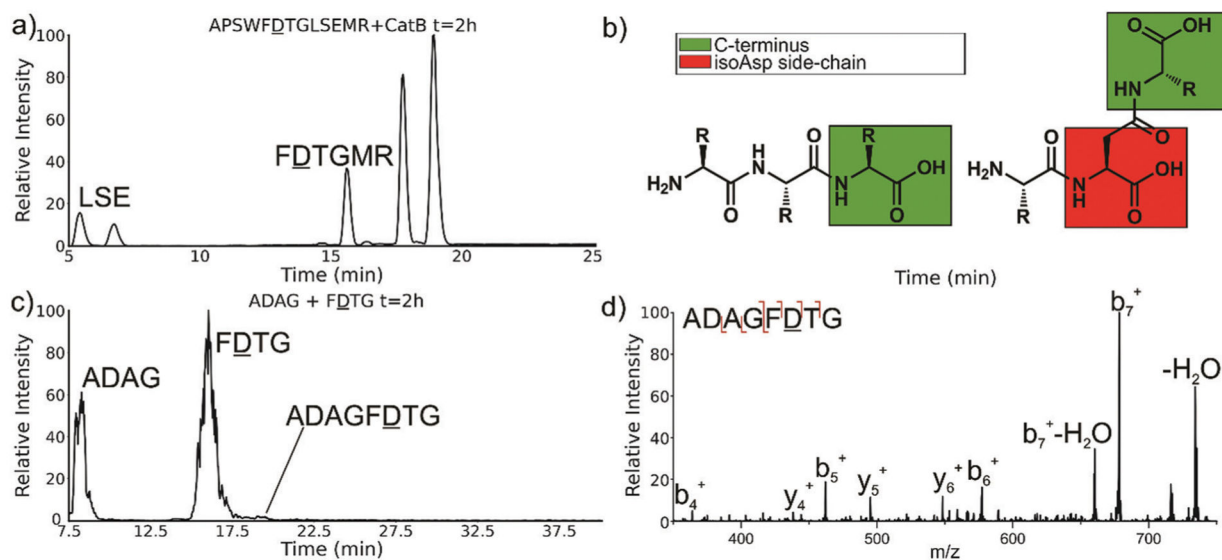 a)
APSWFDTGLSEMR+CatB t=2h
Relative Intensity
100
80
60
40
20
0
LSE
FDTGMR
5
10
15
20
25
Time (min)
b)
C-terminus
isoAsp side-chain
H₂N
R
O
H
N
R
O
N
H
R
O
OH
O
OH
HN
R
O
H₂N
R
O
N
H
O
OH
Time (min)
c)
ADAG + FDTG t=2h
Relative Intensity
100
80
60
40
20
0
ADAG
FDTG
ADAGFDTG
7.5
12.5
17.5
22.5
27.5
32.5
37.5
Time (min)
d)
ADAGFDTG
Relative Intensity
100
80
60
40
20
0
b₄⁺
y₄⁺
b₅⁺
y₅⁺
y₆⁺
b₆⁺
b₇⁺-H₂O
b₇⁺
-H₂O
400
500
600
700
m/z